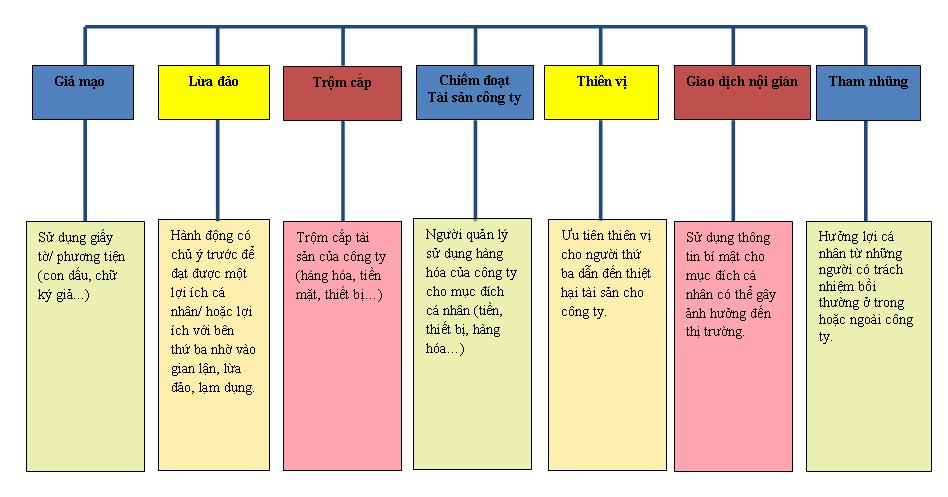 Giả mạo
Lừa đảo
Trộm cắp
Chiếm đoạt
Tài sản công ty
Thiên vị
Giao dịch nội gián
Tham nhũng
Sử dụng giấy
tờ/ phương tiện
(con dấu, chữ
ký giả...)
Hành động có
chủ ý trước để
đạt được một
lợi ích cá
nhân/ hoặc lợi
ích với bên
thứ ba nhờ vào
gian lận, lừa
đảo, lạm dụng.
Trộm cắp tài
sản của công ty
(hàng hóa, tiền
mặt, thiết bị...)
Người quản lý
sử dụng hàng
hóa của công ty
cho mục đích
cá nhân (tiền,
thiết bị, hàng
hóa...)
Ưu tiên thiên vị
cho người thứ
ba dẫn đến thiệt
hại tài sản cho
công ty.
Sử dụng thông
tin bí mật cho
mục đích cá
nhân có thể gây
ảnh hưởng đến
thị trường.
Hưởng lợi cá
nhân từ những
người có trách
nhiệm bồi
thường ở trong
hoặc ngoài công
ty.